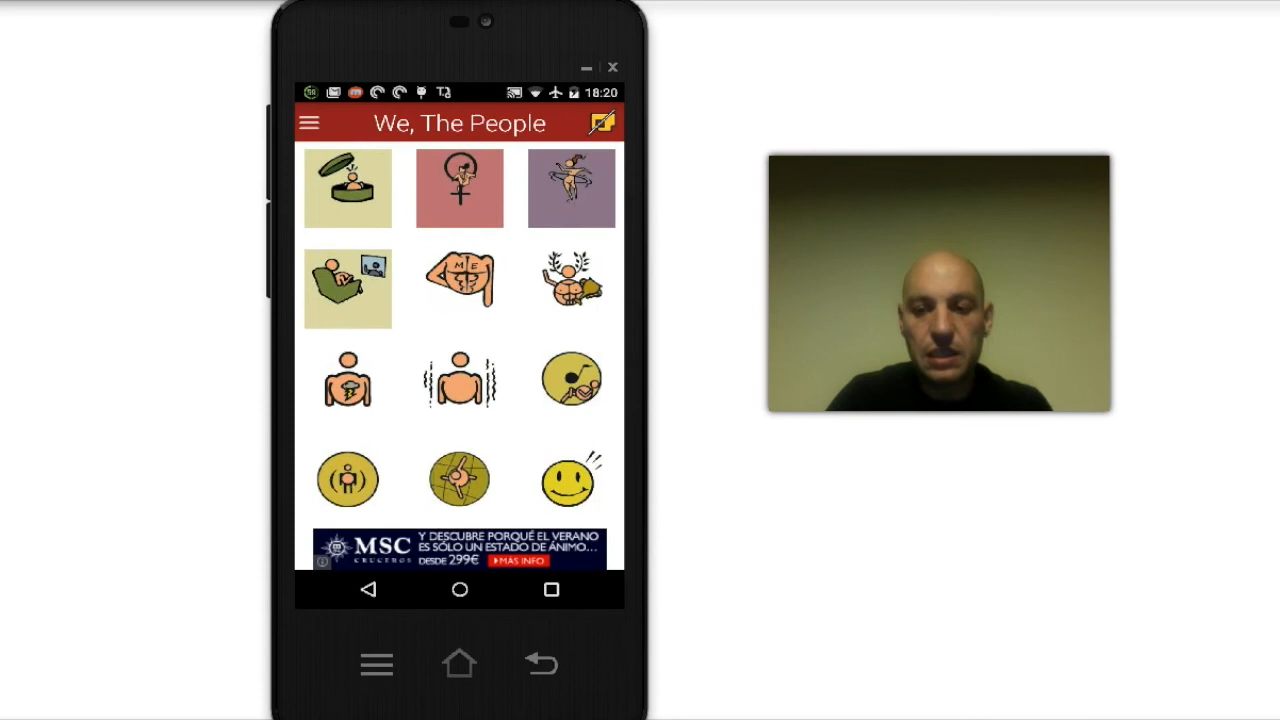 18:20
We, The People
M E
MSC
CRUCEROS
Y DESCUBRE PORQUÉ EL VERANO
ES SÓLO UN ESTADO DE ÁNIMO...
DESDE 299€ MÁS INFO